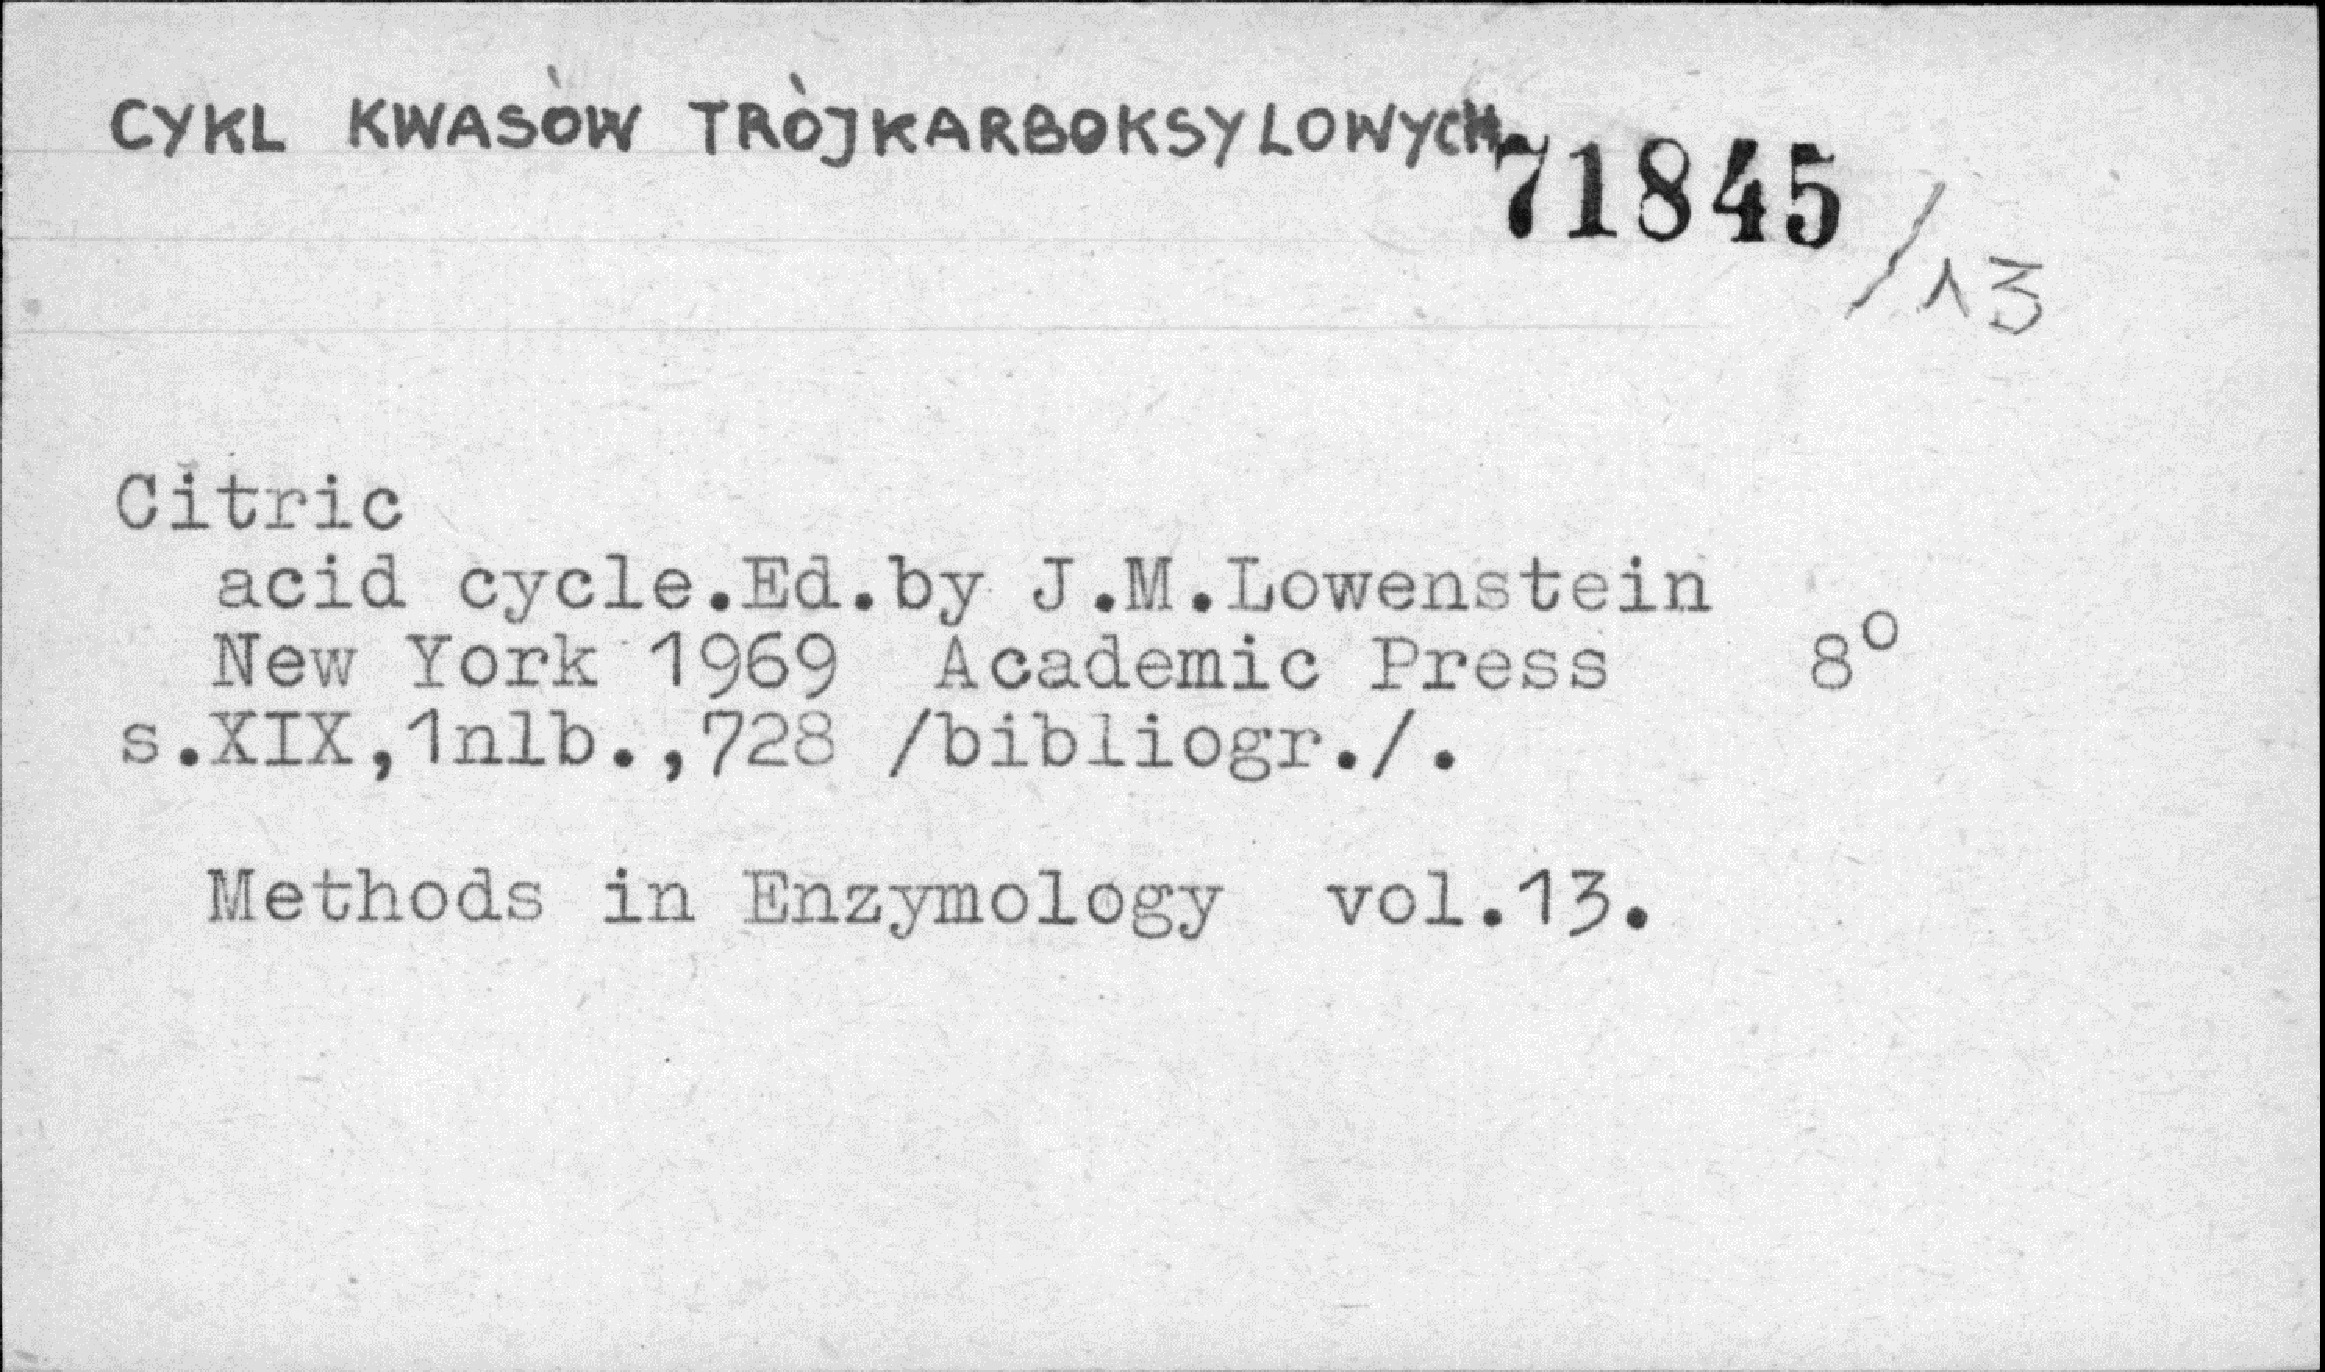 CYKL KWASÓW TRÓJKARBOKSYLOWYCH
71845/13
Citric
acid cycle.Ed.by J.M.Lowenstein
New York 1969 Academic Press 8°
s.XIX,1nlb.,728 /bibliogr./.
Methods in Enzymology vol.13.